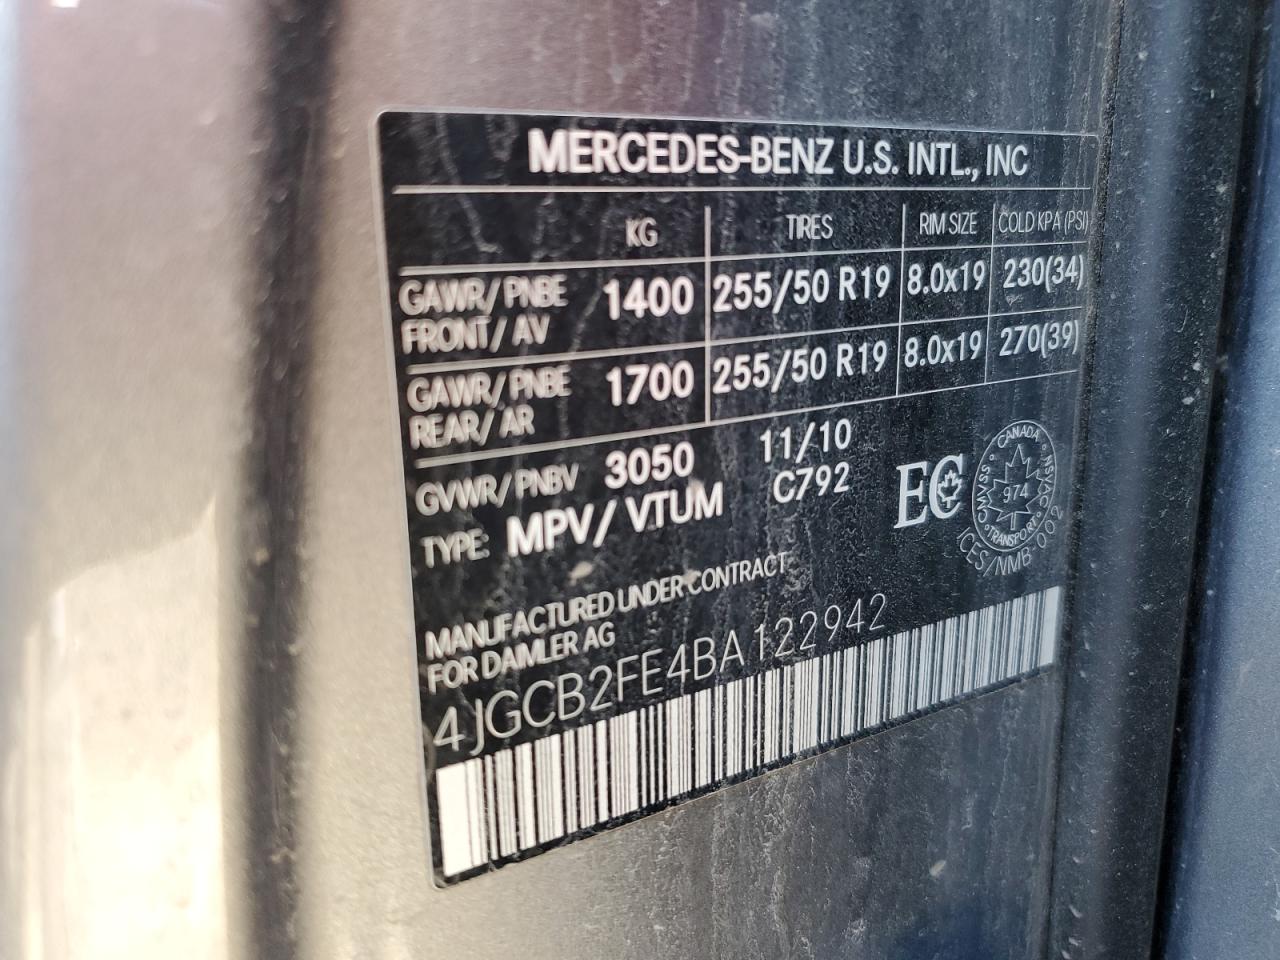 MERCEDES-BENZ U.S. INTL., INC
KG TIRES RIM SIZE COLD KPA (PSI)
GAWR/PNBE FRONT/AV 1400 255/50 R19 8.0x19 230(34)
GAWR/PNBE REAR/AR 1700 255/50 R19 8.0x19 270(39)
GVWR/PNBV 3050 11/10
TYPE: MPV/VTUM C792
EC
CANADA
CMVSS 974 NSVAC
TRANSPORT
ICES/NMB-002
MANUFACTURED UNDER CONTRACT
FOR DAIMLER AG
4JGCB2FE4BA122942